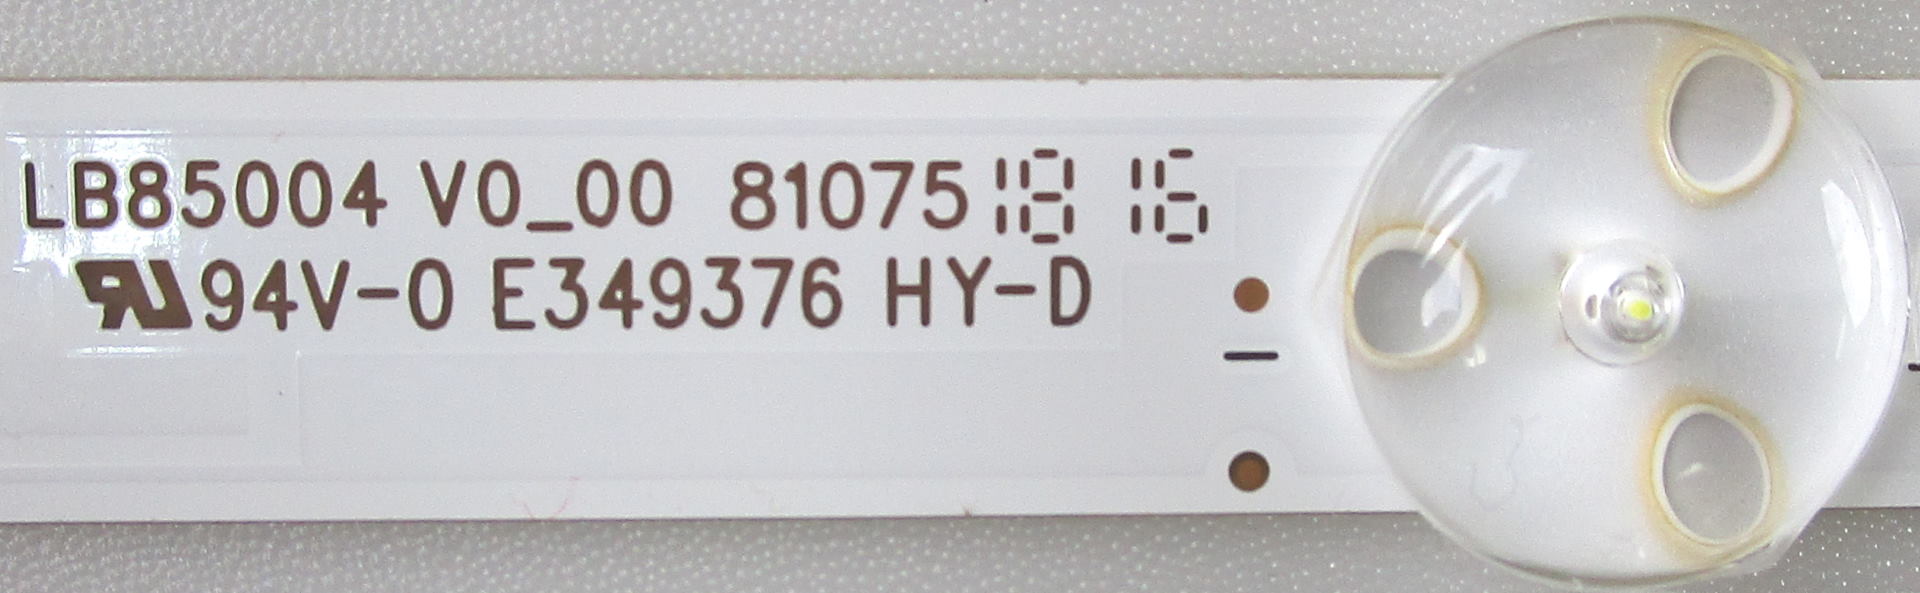 LB85004 V0_00 81075 18 16
94V-0 E349376 HY-D